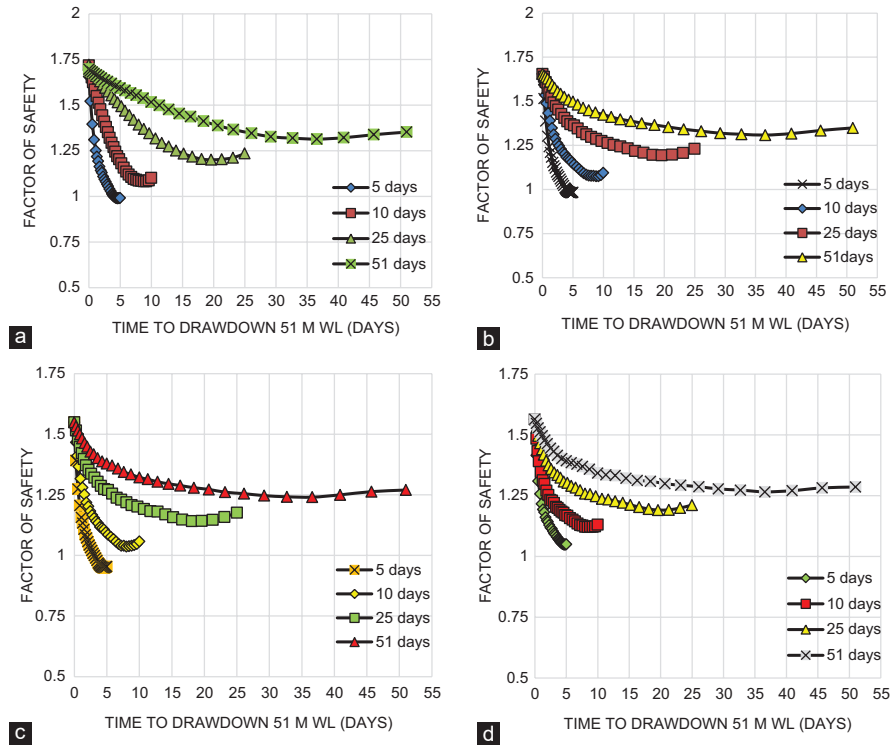 2
1.75
1.5
1.25
1
0.75
0.5
FACTOR OF SAFETY
5 days
10 days
25 days
51 days
0 5 10 15 20 25 30 35 40 45 50 55
TIME TO DRAWDOWN 51 M WL (DAYS)
a
2
1.75
1.5
1.25
1
0.75
0.5
FACTOR OF SAFETY
5 days
10 days
25 days
51days
0 5 10 15 20 25 30 35 40 45 50 55
TIME TO DRAWDOWN 51 M WL (DAYS)
b
1.75
1.5
1.25
1
0.75
0.5
FACTOR OF SAFETY
5 days
10 days
25 days
51 days
0 5 10 15 20 25 30 35 40 45 50 55
TIME TO DRAWDOWN 51 M WL (DAYS)
c
1.75
1.5
1.25
1
0.75
0.5
FACTOR OF SAFETY
5 days
10 days
25 days
51 days
0 5 10 15 20 25 30 35 40 45 50 55
TIME TO DRAWDOWN 51 M WL (DAYS)
d